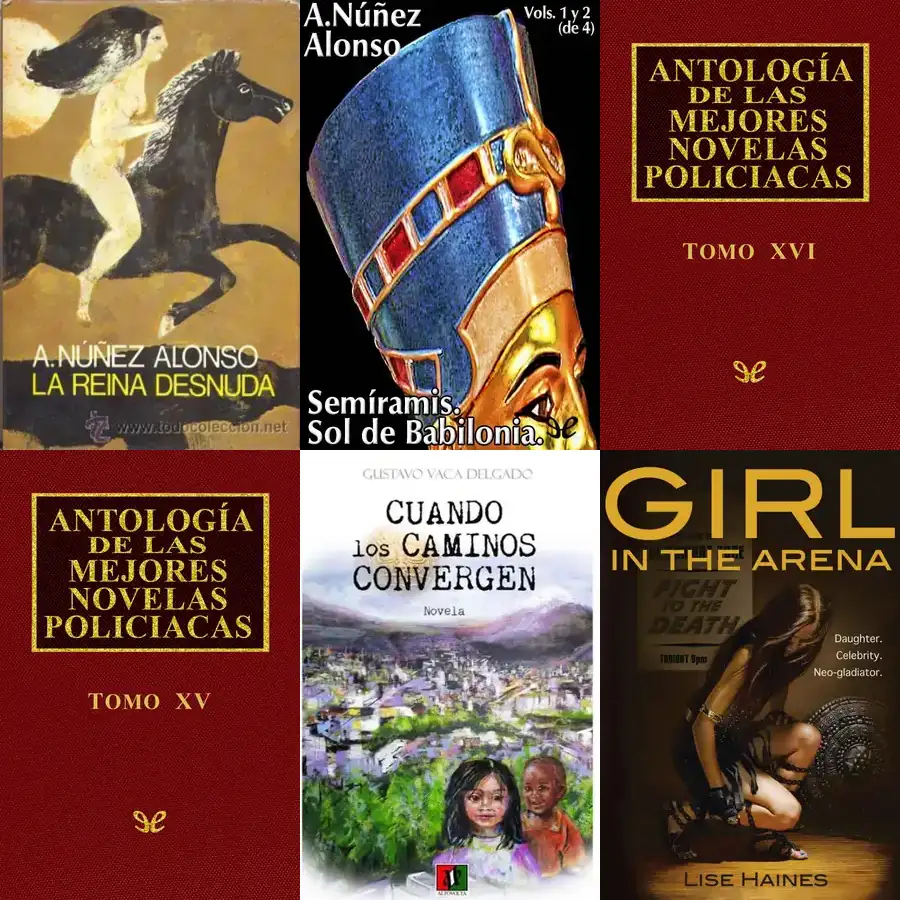 A.NÚÑEZ ALONSO
LA REINA DESNUDA
www.todocoleccion.net
A.Núñez
Alonso
Vols. 1 y 2
(de 4)
Semíramis.
Sol de Babilonia.
ANTOLOGÍA
DE LAS
MEJORES
NOVELAS
POLICIACAS
TOMO XVI
ANTOLOGÍA
DE LAS
MEJORES
NOVELAS
POLICIACAS
TOMO XV
GUSTAVO VACA DELGADO
CUANDO
los CAMINOS
CONVERGEN
Novela
GIRL
IN THE ARENA
FIGHT
TO THE
DEATH
TONIGHT 9pm
Daughter.
Celebrity.
Neo-gladiator.
LISE HAINES